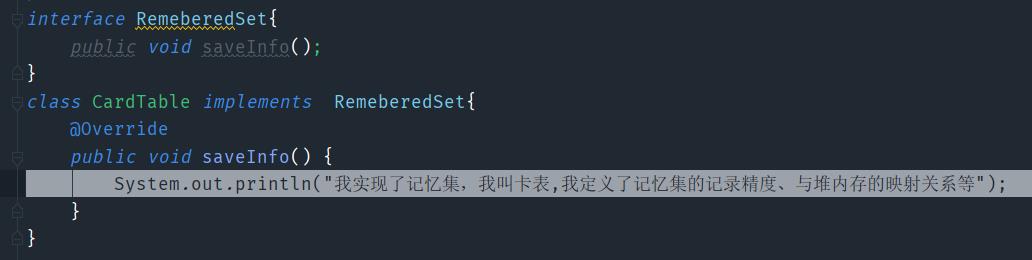 interface RemeberedSet{
public void saveInfo();
}
class CardTable implements  RemeberedSet{
@Override
public void saveInfo() {
System.out.println("我实现了记忆集，我叫卡表,我定义了记忆集的记录精度、与堆内存的映射关系等");
}
}